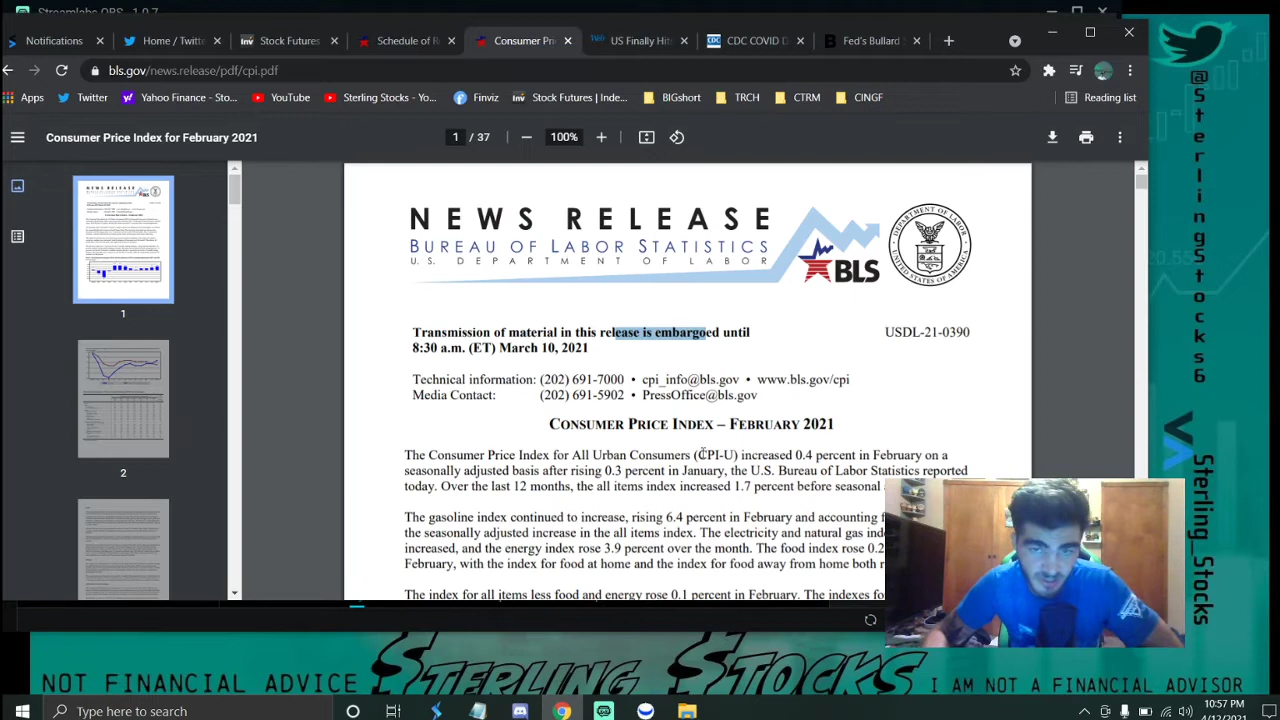 Streamlabs OBS - 1.0.7
Notifications
Home / Twitte
Inv Stock Futures
Schedule of R
Consumer Pri
US Finally Hits
CDC COVID D
Fed's Bullard S
bls.gov/news.release/pdf/cpi.pdf
Apps
Twitter
Yahoo Finance - Sto...
YouTube
Sterling Stocks - Yo...
Finviz
Stock Futures | Inde...
BIGshort
TRCH
CTRM
CINGF
Reading list
Consumer Price Index for February 2021
1 / 37
100%
1
2
NEWS RELEASE
BUREAU OF LABOR STATISTICS
U. S. DEPARTMENT OF LABOR
BLS
DEPARTMENT OF LABOR
UNITED STATES OF AMERICA
Transmission of material in this release is embargoed until
USDL-21-0390
8:30 a.m. (ET) March 10, 2021
Technical information: (202) 691-7000 • cpi_info@bls.gov • www.bls.gov/cpi
Media Contact: (202) 691-5902 • PressOffice@bls.gov
CONSUMER PRICE INDEX – FEBRUARY 2021
The Consumer Price Index for All Urban Consumers (CPI-U) increased 0.4 percent in February on a
seasonally adjusted basis after rising 0.3 percent in January, the U.S. Bureau of Labor Statistics reported
today. Over the last 12 months, the all items index increased 1.7 percent before seasonal
The gasoline index continued to increase, rising 6.4 percent in February and accounting f
the seasonally adjusted increase in the all items index. The electricity and natural gas ind
increased, and the energy index rose 3.9 percent over the month. The food index rose 0.2
February, with the index for food at home and the index for food away from home both r
The index for all items less food and energy rose 0.1 percent in February. The indexes fo
@SterlingStocks6
Sterling_Stocks
NOT FINANCIAL ADVICE
STERLING STOCKS
I AM NOT A FINANCIAL ADVISOR
Type here to search
10:57 PM